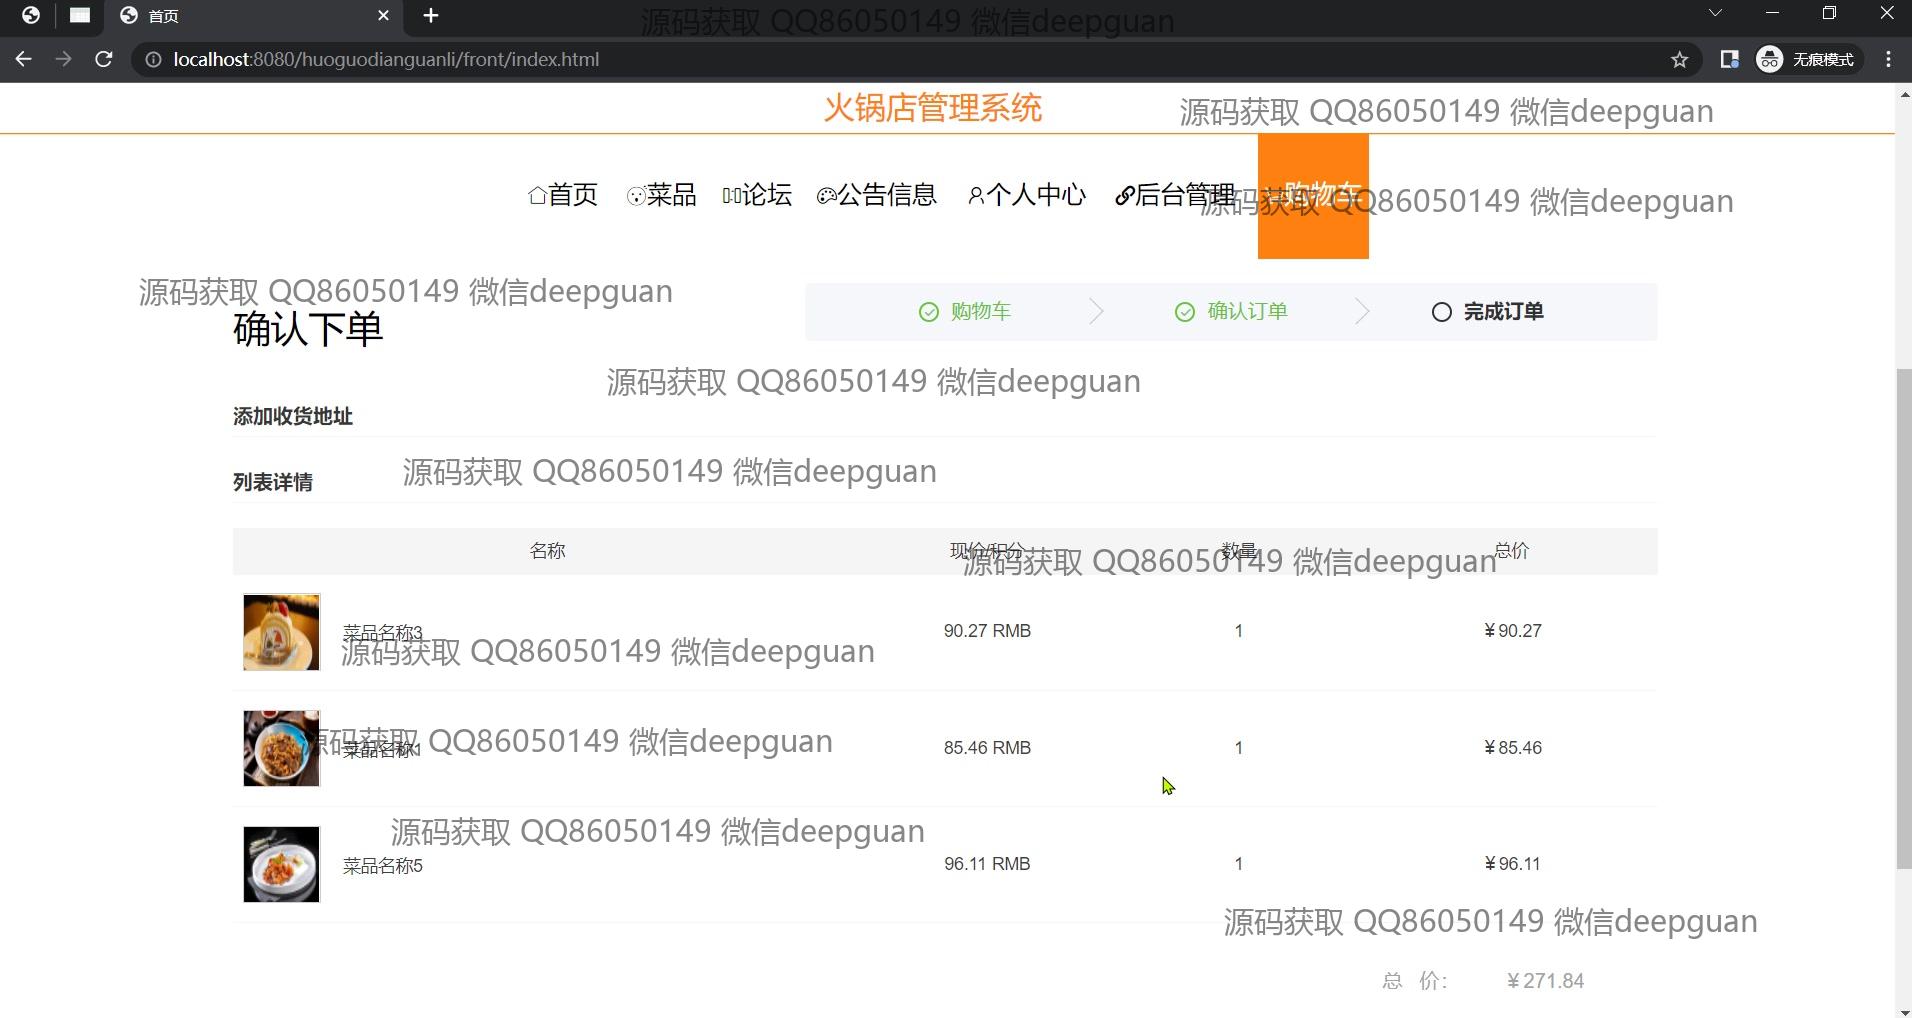 首页
源码获取 QQ86050149 微信deepguan
localhost:8080/huoguodianguanli/front/index.html
无痕模式
火锅店管理系统
源码获取 QQ86050149 微信deepguan
首页 菜品 论坛 公告信息 个人中心 后台管理 购物车
源码获取 QQ86050149 微信deepguan
源码获取 QQ86050149 微信deepguan
确认下单
购物车 确认订单 完成订单
源码获取 QQ86050149 微信deepguan
添加收货地址
源码获取 QQ86050149 微信deepguan
列表详情
名称 现价/积分 数量 总价
源码获取 QQ86050149 微信deepguan
菜品名称3 90.27 RMB 1 ¥90.27
源码获取 QQ86050149 微信deepguan
源码获取 QQ86050149 微信deepguan
菜品名称1 85.46 RMB 1 ¥85.46
源码获取 QQ86050149 微信deepguan
菜品名称5 96.11 RMB 1 ¥96.11
源码获取 QQ86050149 微信deepguan
总 价： ¥271.84